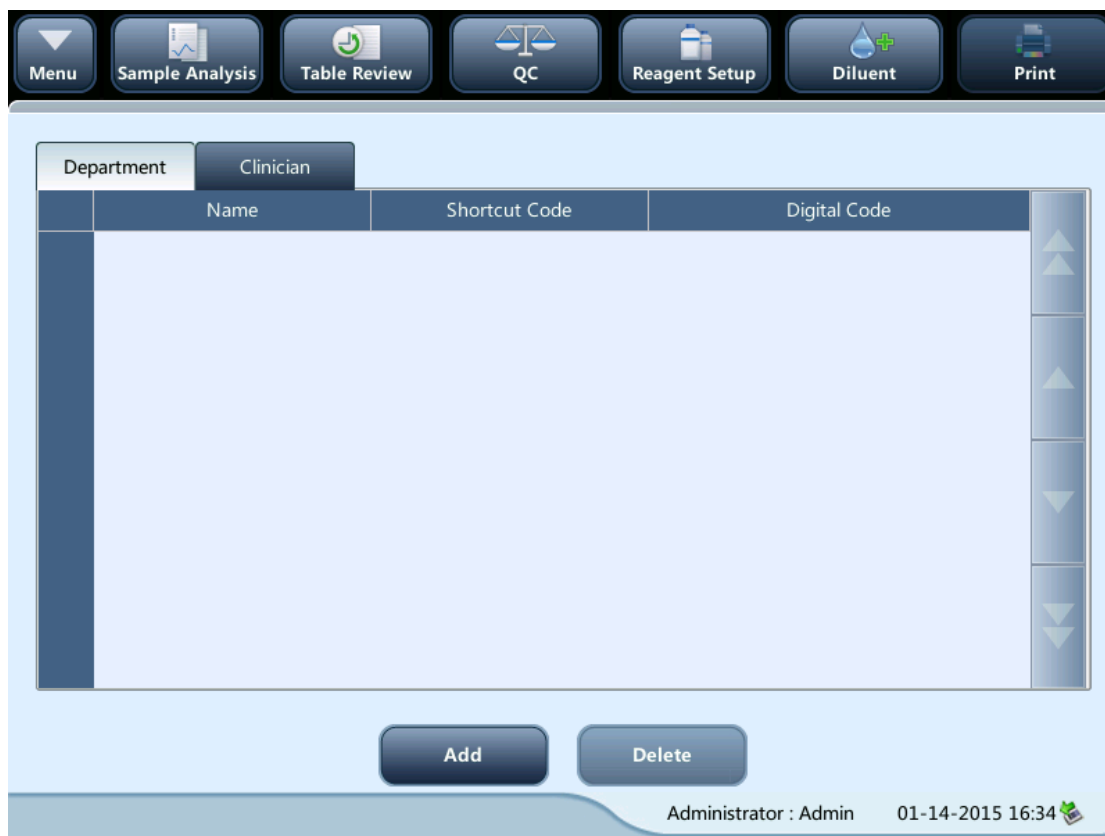 Menu Sample Analysis Table Review QC Reagent Setup Diluent Print
Department Clinician
Name Shortcut Code Digital Code
Add Delete
Administrator : Admin 01-14-2015 16:34